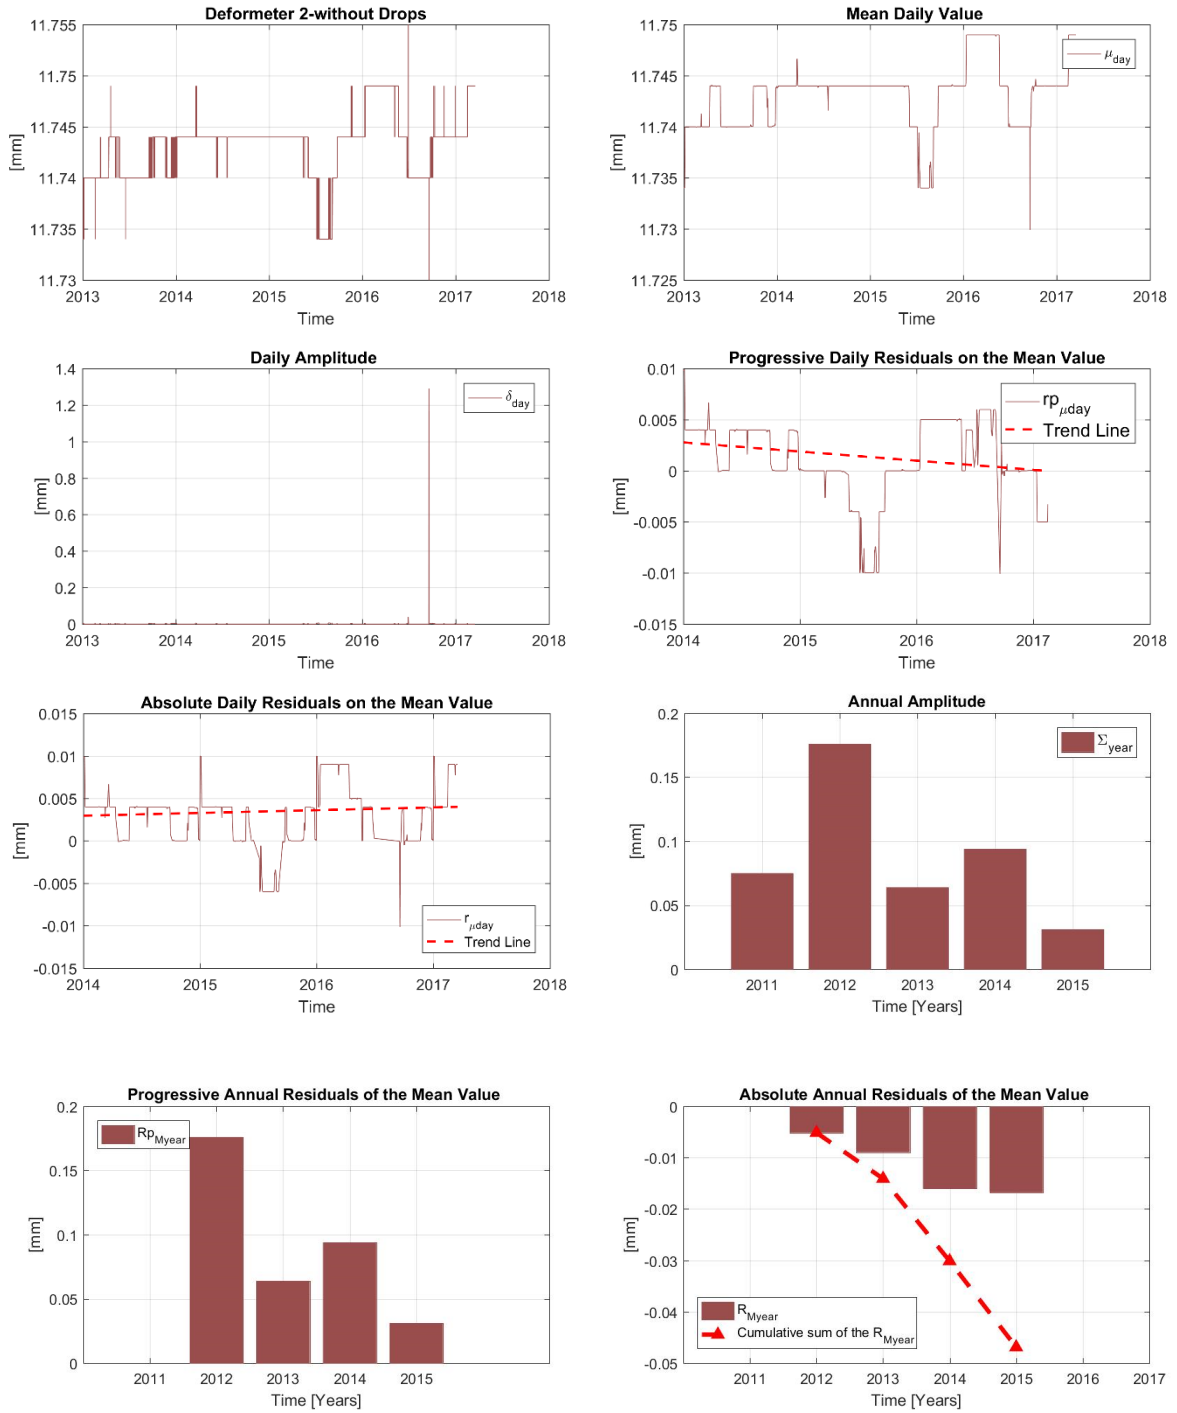 Deformeter 2-without Drops
11.755
11.75
11.745
11.74
11.735
11.73
[mm]
2013 2014 2015 2016 2017 2018
Time
Mean Daily Value
11.75
11.745
11.74
11.735
11.73
11.725
[mm]
μday
2013 2014 2015 2016 2017 2018
Time
Daily Amplitude
1.4
1.2
1
0.8
0.6
0.4
0.2
0
[mm]
δday
2013 2014 2015 2016 2017 2018
Time
Progressive Daily Residuals on the Mean Value
0.01
0.005
0
-0.005
-0.01
-0.015
[mm]
rpμday
Trend Line
2014 2015 2016 2017 2018
Time
Absolute Daily Residuals on the Mean Value
0.015
0.01
0.005
0
-0.005
-0.01
-0.015
[mm]
rμday
Trend Line
2014 2015 2016 2017 2018
Time
Annual Amplitude
0.2
0.15
0.1
0.05
0
[mm]
Σyear
2011 2012 2013 2014 2015
Time [Years]
Progressive Annual Residuals of the Mean Value
0.2
0.15
0.1
0.05
0
[mm]
RpMyear
2011 2012 2013 2014 2015
Time [Years]
Absolute Annual Residuals of the Mean Value
0
-0.01
-0.02
-0.03
-0.04
-0.05
[mm]
RMyear
Cumulative sum of the RMyear
2011 2012 2013 2014 2015 2016 2017
Time [Years]